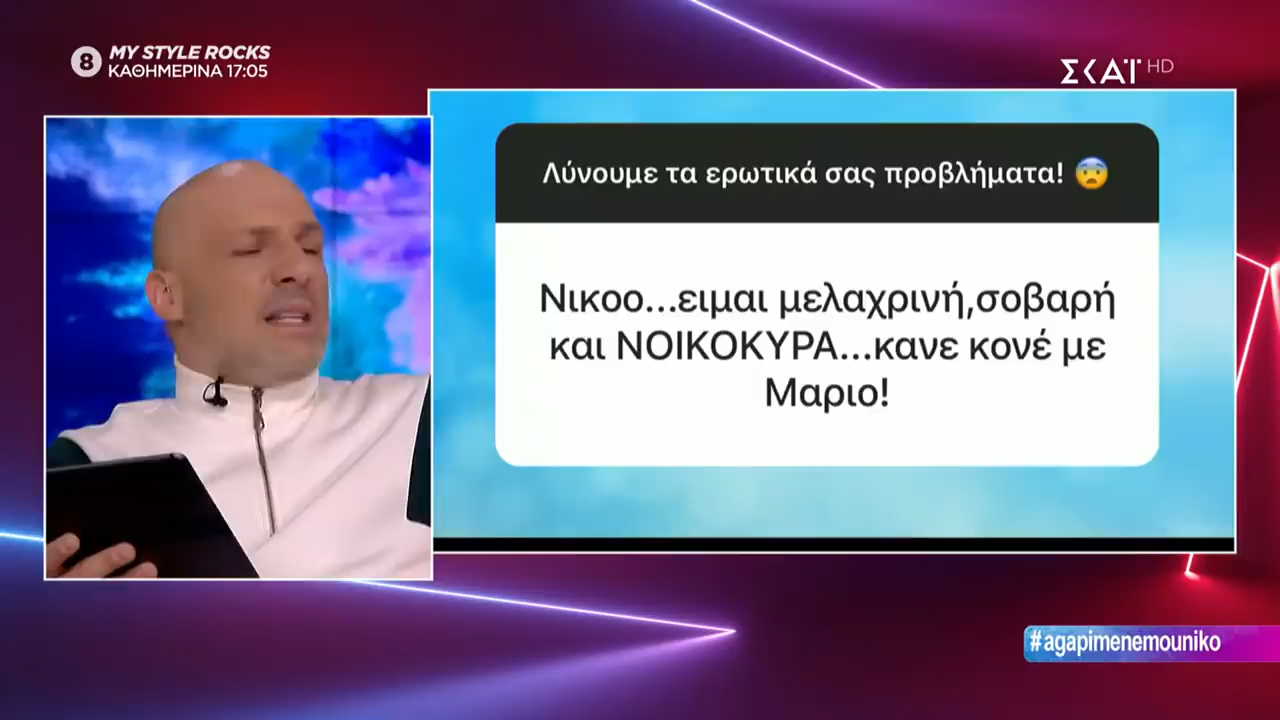 8 MY STYLE ROCKS
ΚΑΘΗΜΕΡΙΝΑ 17:05
ΣΚΑΪ HD
Λύνουμε τα ερωτικά σας προβλήματα! 😨
Νικοο...ειμαι μελαχρινή,σοβαρή
και ΝΟΙΚΟΚΥΡΑ...κανε κονέ με
Μαριο!
#agapimenemouniko